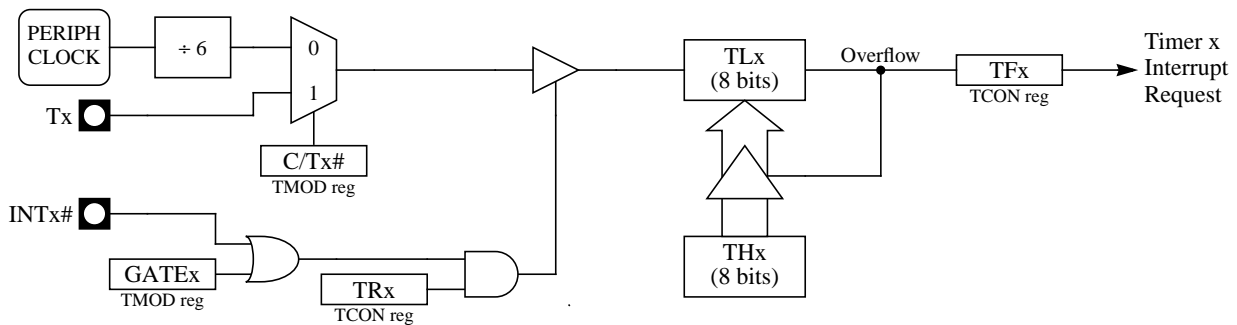 PERIPH
CLOCK
÷ 6
0
1
Tx
C/Tx#
TMOD reg
INTx#
GATEx
TMOD reg
TRx
TCON reg
TLx
(8 bits)
THx
(8 bits)
Overflow
TFx
TCON reg
Timer x
Interrupt
Request